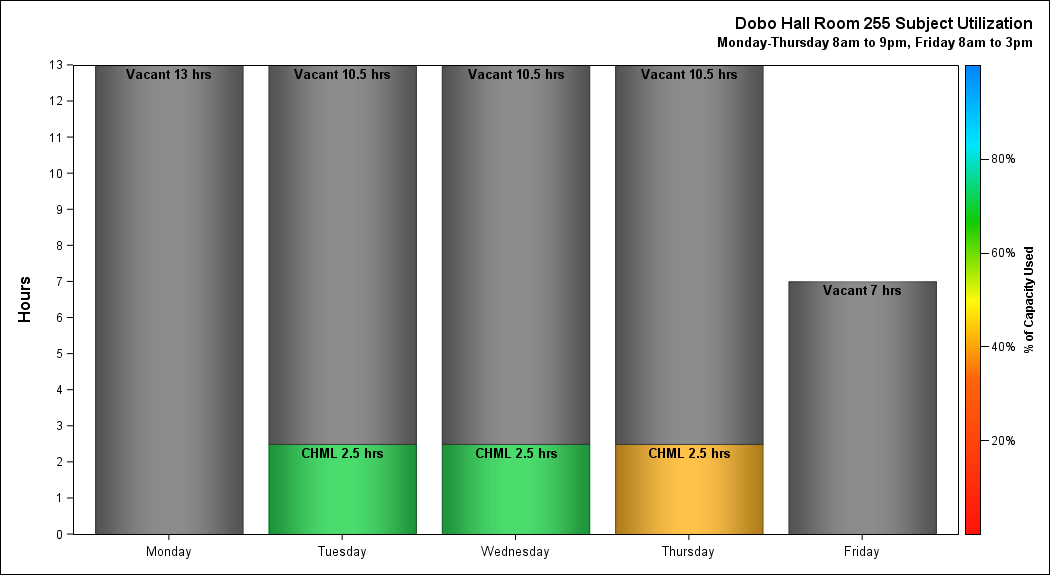 Dobo Hall Room 255 Subject Utilization
Monday-Thursday 8am to 9pm, Friday 8am to 3pm
Hours
13
12
11
10
9
8
7
6
5
4
3
2
1
0
Vacant 13 hrs
Vacant 10.5 hrs
Vacant 10.5 hrs
Vacant 10.5 hrs
Vacant 7 hrs
CHML 2.5 hrs
CHML 2.5 hrs
CHML 2.5 hrs
Monday
Tuesday
Wednesday
Thursday
Friday
80%
60%
40%
20%
% of Capacity Used